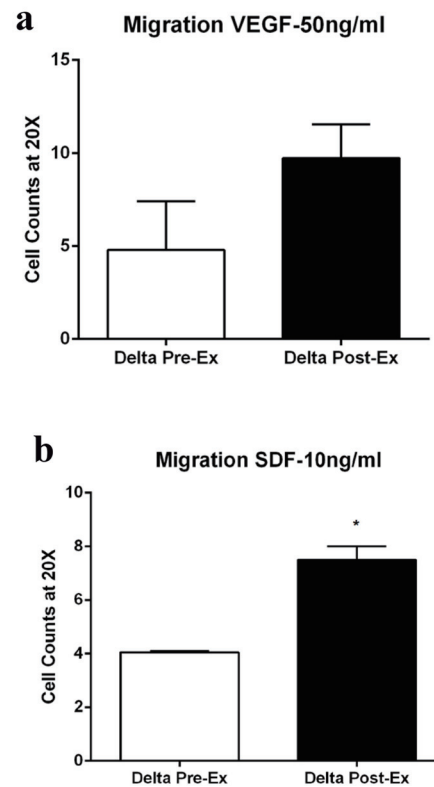 a
Migration VEGF-50ng/ml
Cell Counts at 20X
15
10
5
0
Delta Pre-Ex Delta Post-Ex
b
Migration SDF-10ng/ml
Cell Counts at 20X
10
8
6
4
2
0
*
Delta Pre-Ex Delta Post-Ex